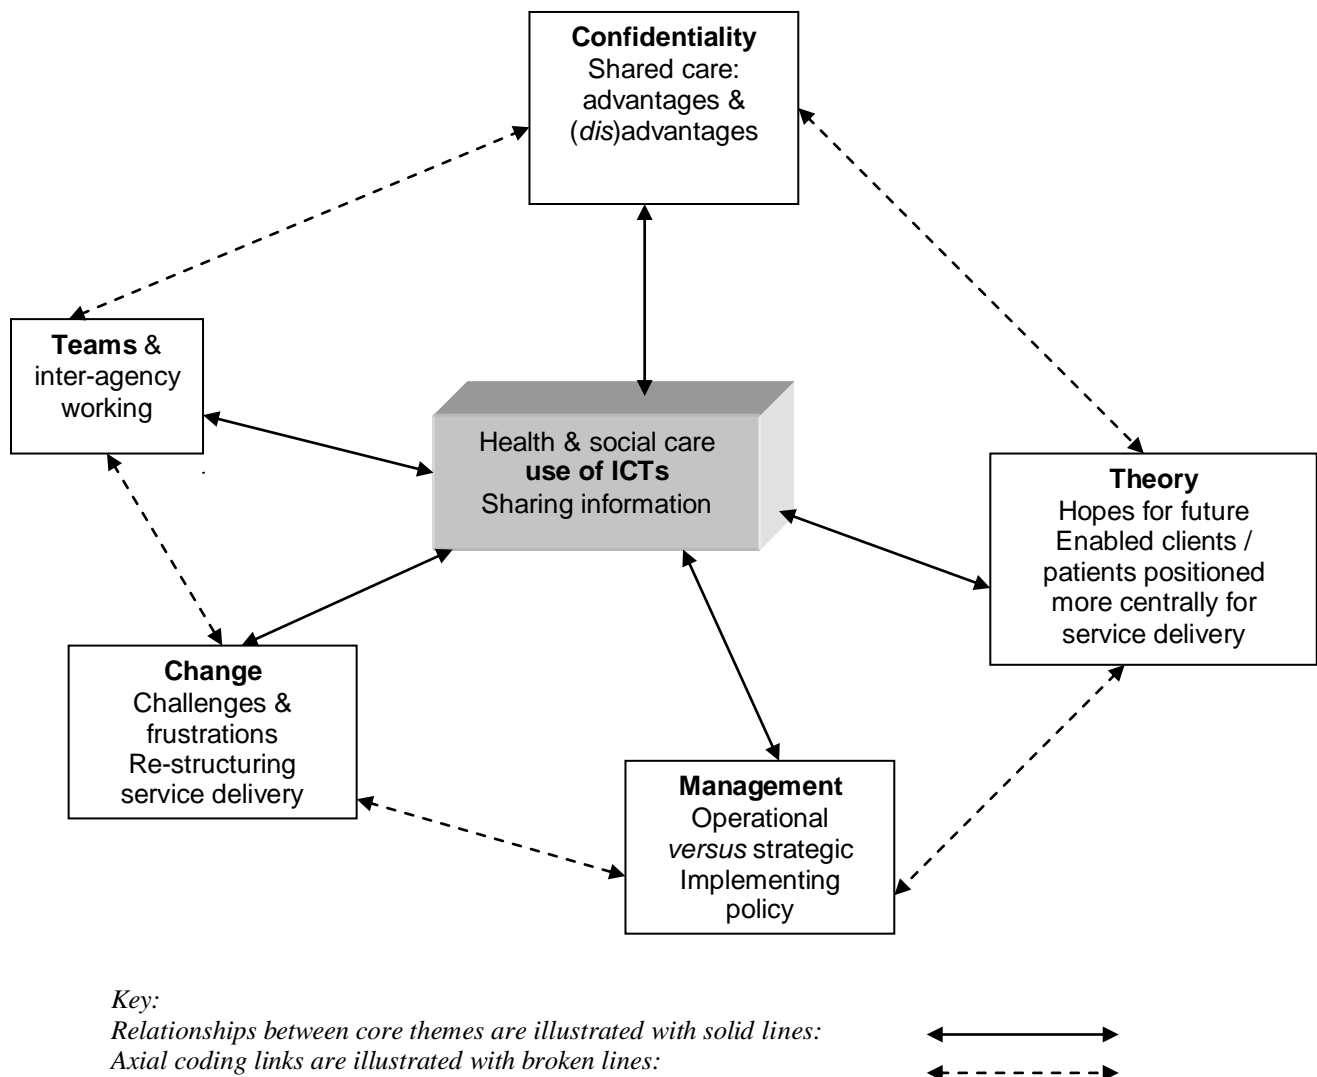 Confidentiality
Shared care:
advantages &
(dis)advantages
Teams &
inter-agency
working
Health & social care
use of ICTs
Sharing information
Theory
Hopes for future
Enabled clients /
patients positioned
more centrally for
service delivery
Change
Challenges &
frustrations
Re-structuring
service delivery
Management
Operational
versus strategic
Implementing
policy
Key:
Relationships between core themes are illustrated with solid lines:
Axial coding links are illustrated with broken lines: